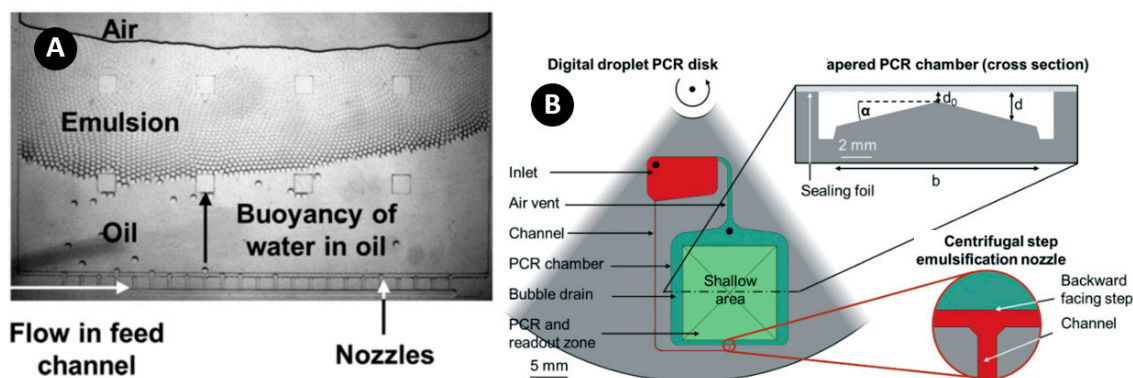 A
Air
Emulsion
Oil
Buoyancy of
water in oil
Flow in feed
channel
Nozzles
B
Digital droplet PCR disk
apered PCR chamber (cross section)
d₀
d
α
2 mm
Sealing foil
b
Inlet
Air vent
Channel
PCR chamber
Bubble drain
PCR and
readout zone
Shallow
area
5 mm
Centrifugal step
emulsification nozzle
Backward
facing step
Channel